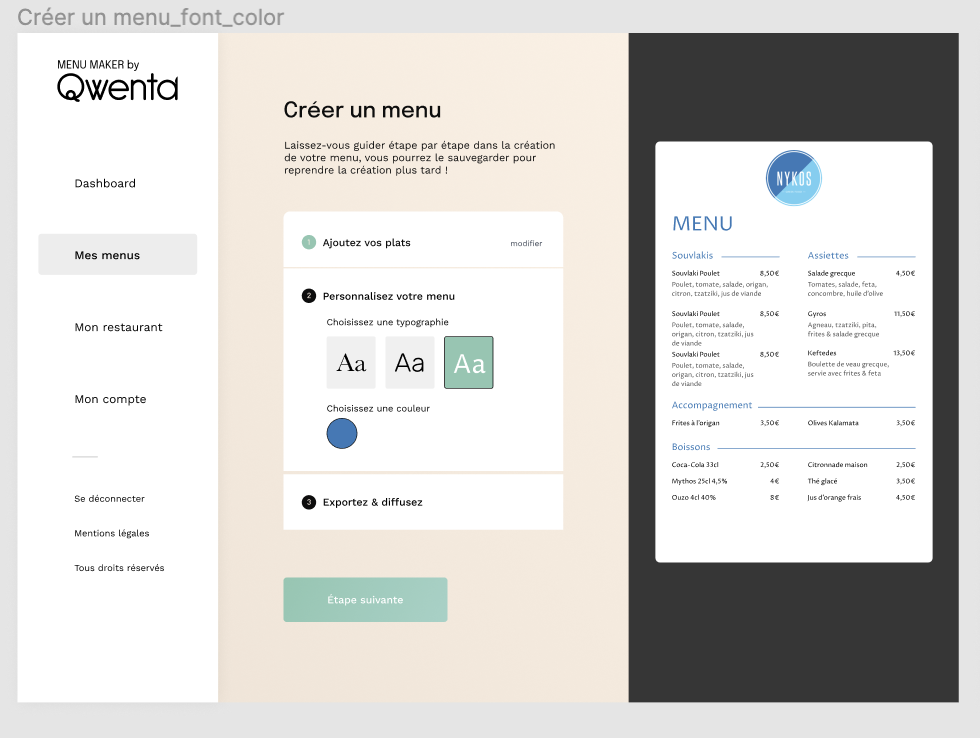 Créer un menu_font_color
MENU MAKER by
Qwenta
Dashboard
Mes menus
Mon restaurant
Mon compte
Se déconnecter
Mentions légales
Tous droits réservés
Créer un menu
Laissez-vous guider étape par étape dans la création
de votre menu, vous pourrez le sauvegarder pour
reprendre la création plus tard !
1 Ajoutez vos plats modifier
2 Personnalisez votre menu
Choisissez une typographie
Aa Aa Aa
Choisissez une couleur
3 Exportez & diffusez
Étape suivante
NYKOS
MENU
Souvlakis
Souvlaki Poulet 8,50€
Poulet, tomate, salade, origan,
citron, tzatziki, jus de viande
Souvlaki Poulet 8,50€
Poulet, tomate, salade,
origan, citron, tzatziki, jus
de viande
Souvlaki Poulet 8,50€
Poulet, tomate, salade,
origan, citron, tzatziki, jus
de viande
Assiettes
Salade grecque 4,50€
Tomates, salade, feta,
concombre, huile d'olive
Gyros 11,50€
Agneau, tzatziki, pita,
frites & salade grecque
Keftedes 13,50€
Boulette de veau grecque,
servie avec frites & feta
Accompagnement
Frites à l'origan 3,50€ Olives Kalamata 3,50€
Boissons
Coca-Cola 33cl 2,50€ Citronnade maison 2,50€
Mythos 25cl 4,5% 4€ Thé glacé 3,50€
Ouzo 4cl 40% 8€ Jus d'orange frais 4,50€